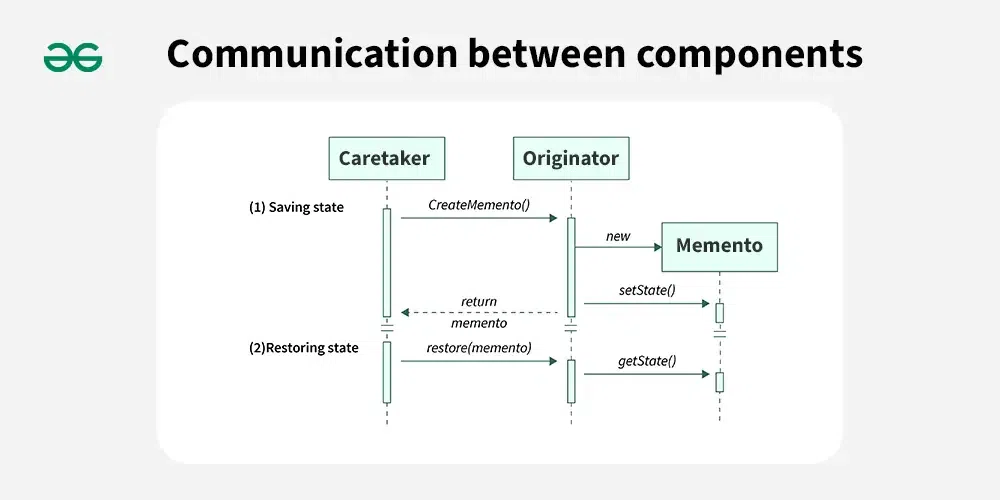 Communication between components
Caretaker
Originator
(1) Saving state
CreateMemento()
new
Memento
setState()
return
memento
(2)Restoring state
restore(memento)
getState()